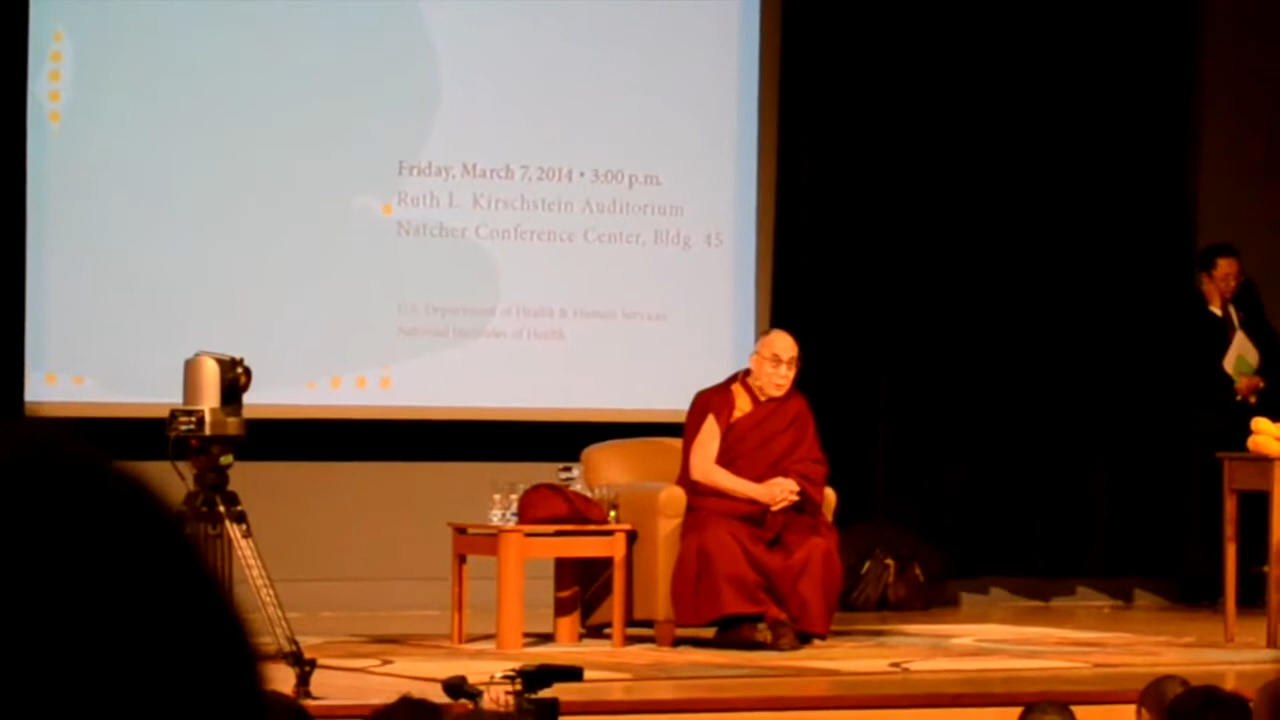 Friday, March 7, 2014 • 3:00 p.m.
Ruth L. Kirschstein Auditorium
Natcher Conference Center, Bldg. 45
U.S. Department of Health & Human Services
National Institutes of Health